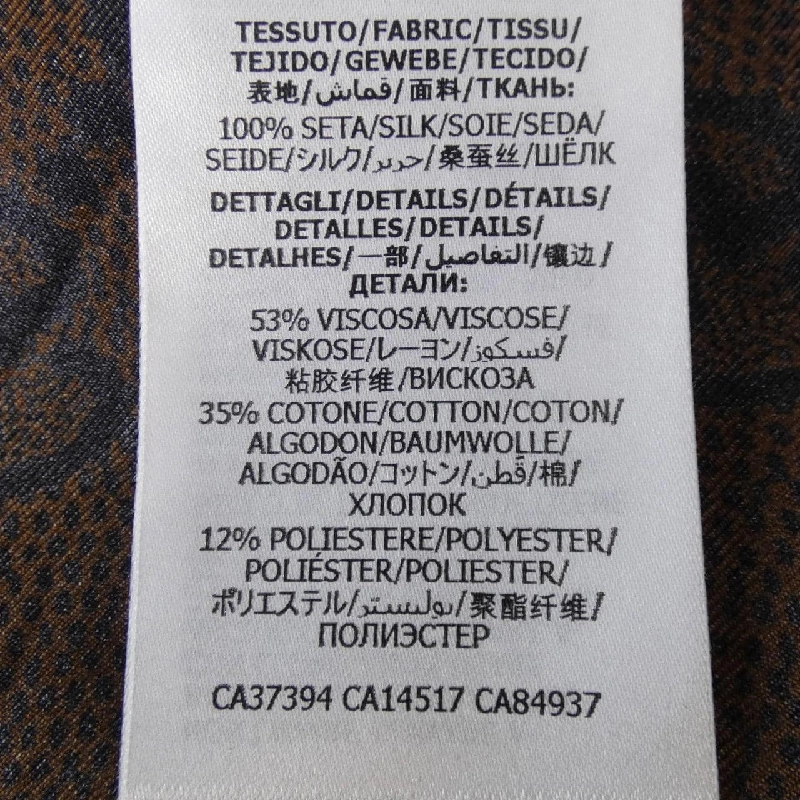 TESSUTO/FABRIC/TISSU/
TEJIDO/GEWEBE/TECIDO/
表地/قماش/面料/ТКАНЬ:
100% SETA/SILK/SOIE/SEDA/
SEIDE/シルク/حرير/桑蚕丝/ШЁЛК
DETTAGLI/DETAILS/DÉTAILS/
DETALLES/DETAILS/
DETALHES/一部/التفاصيل/镶边/
ДЕТАЛИ:
53% VISCOSA/VISCOSE/
VISKOSE/レーヨン/فسكوز/
粘胶纤维/ВИСКОЗА
35% COTONE/COTTON/COTON/
ALGODON/BAUMWOLLE/
ALGODÃO/コットン/قطن/棉/
ХЛОПОК
12% POLIESTERE/POLYESTER/
POLIÉSTER/POLIESTER/
ポリエステル/بوليستر/聚酯纤维/
ПОЛИЭСТЕР
CA37394 CA14517 CA84937